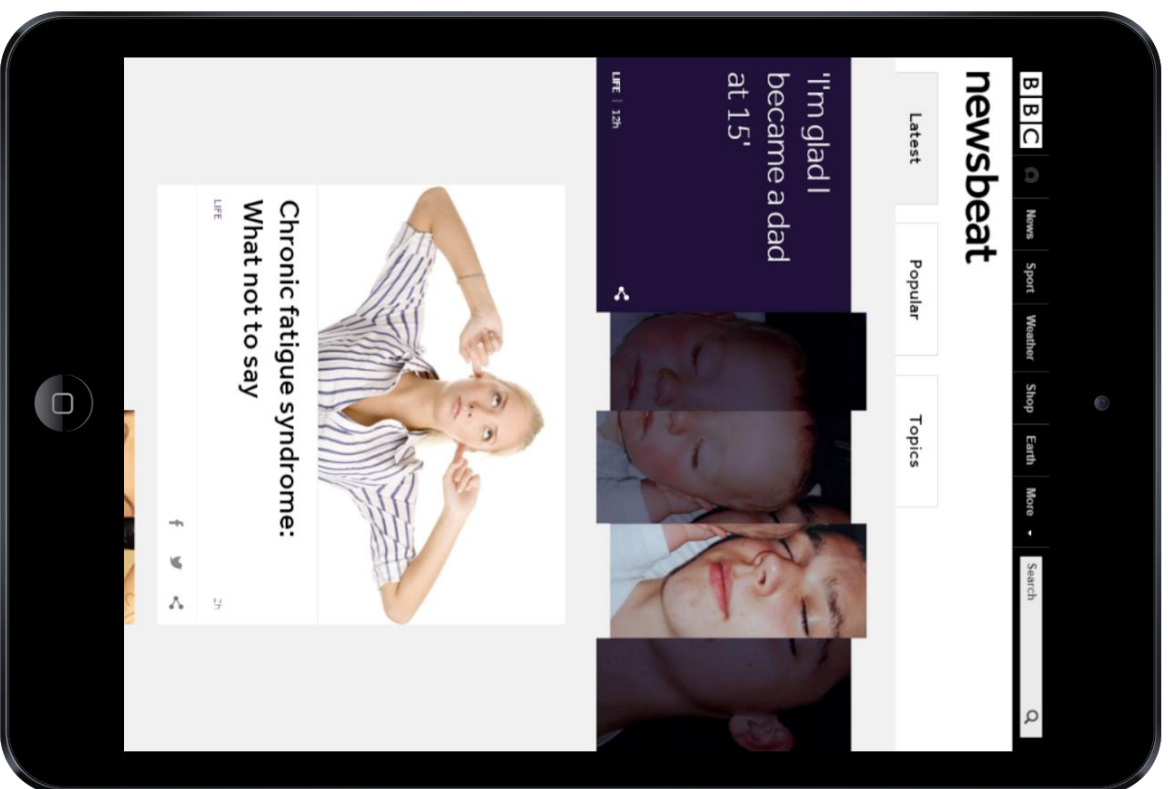 BBC News Sport Weather Shop Earth More Search
newsbeat
Latest Popular Topics
'I'm glad I
became a dad
at 15'
LIFE | 12h
Chronic fatigue syndrome:
What not to say
LIFE 2h